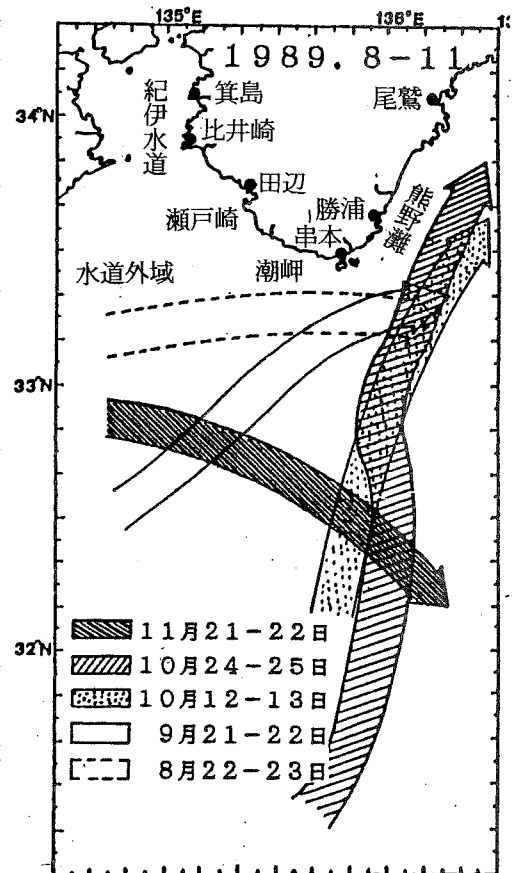 135°E
136°E
1989. 8-11
34°N
紀伊水道
箕島
尾鷲
比井崎
田辺
瀬戸崎
勝浦
串本
熊野灘
水道外域
潮岬
33°N
32°N
11月21-22日
10月24-25日
10月12-13日
9月21-22日
8月22-23日